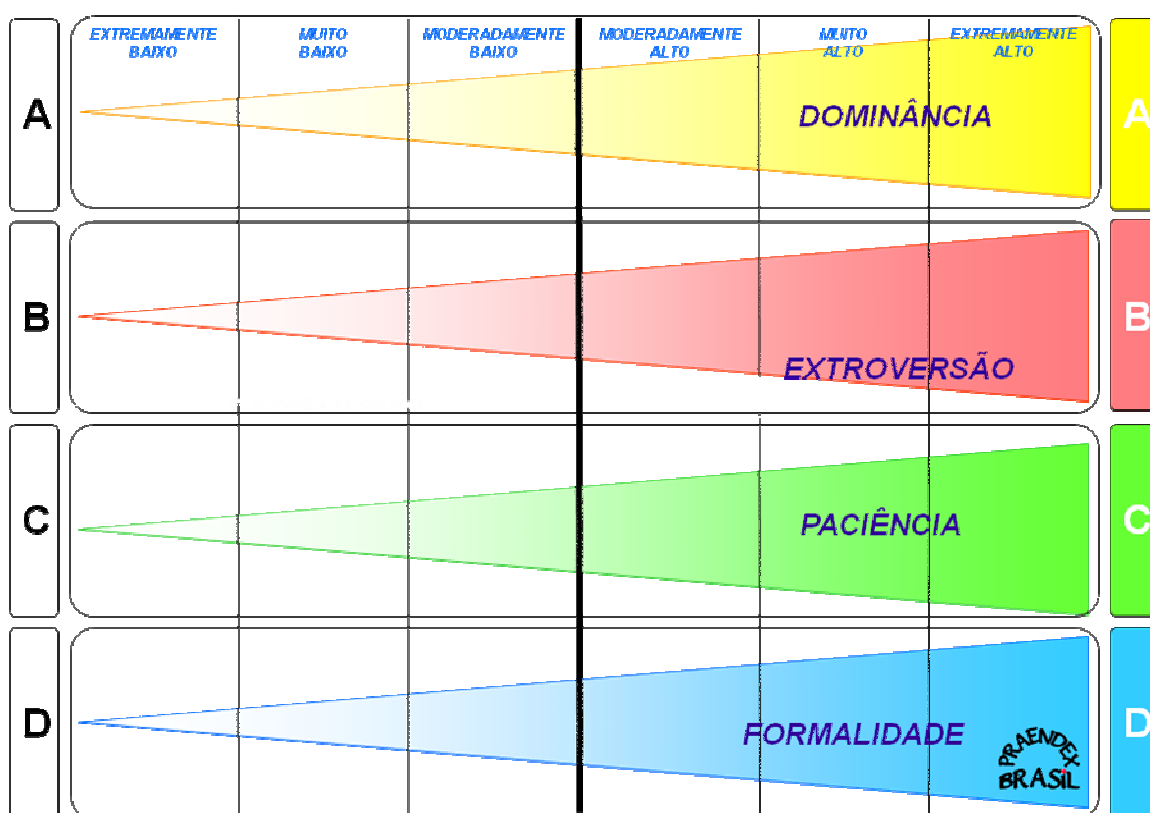 EXTREMAMENTE
BAIXO
MUITO
BAIXO
MODERADAMENTE
BAIXO
MODERADAMENTE
ALTO
MUITO
ALTO
EXTREMAMENTE
ALTO
A
DOMINÂNCIA
A
B
EXTROVERSÃO
B
C
PACIÊNCIA
C
D
FORMALIDADE
PRAENDEX
BRASiL
D